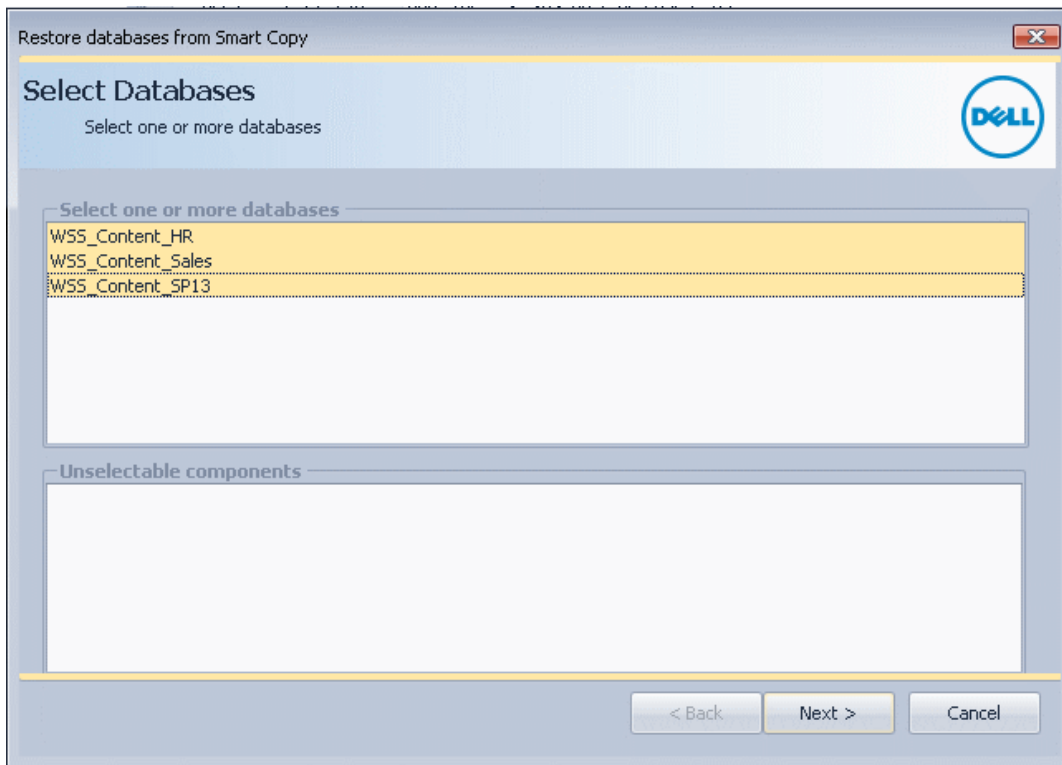 Restore databases from Smart Copy
Select Databases
Select one or more databases
DELL
Select one or more databases
WSS_Content_HR
WSS_Content_Sales
WSS_Content_SP13
Unselectable components
< Back
Next >
Cancel